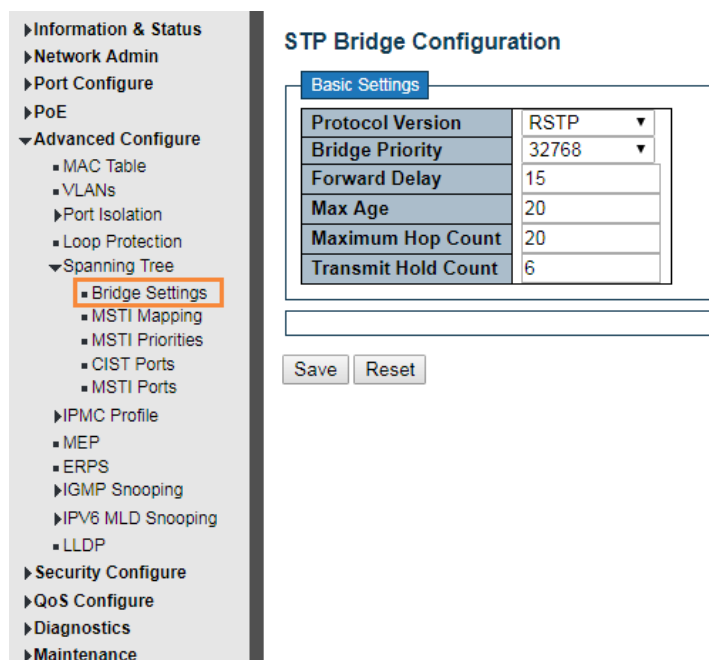 Information & Status
Network Admin
Port Configure
PoE
Advanced Configure
MAC Table
VLANs
Port Isolation
Loop Protection
Spanning Tree
Bridge Settings
MSTI Mapping
MSTI Priorities
CIST Ports
MSTI Ports
IPMC Profile
MEP
ERPS
IGMP Snooping
IPV6 MLD Snooping
LLDP
Security Configure
QoS Configure
Diagnostics
Maintenance
STP Bridge Configuration
Basic Settings
Protocol Version RSTP
Bridge Priority 32768
Forward Delay 15
Max Age 20
Maximum Hop Count 20
Transmit Hold Count 6
Save Reset